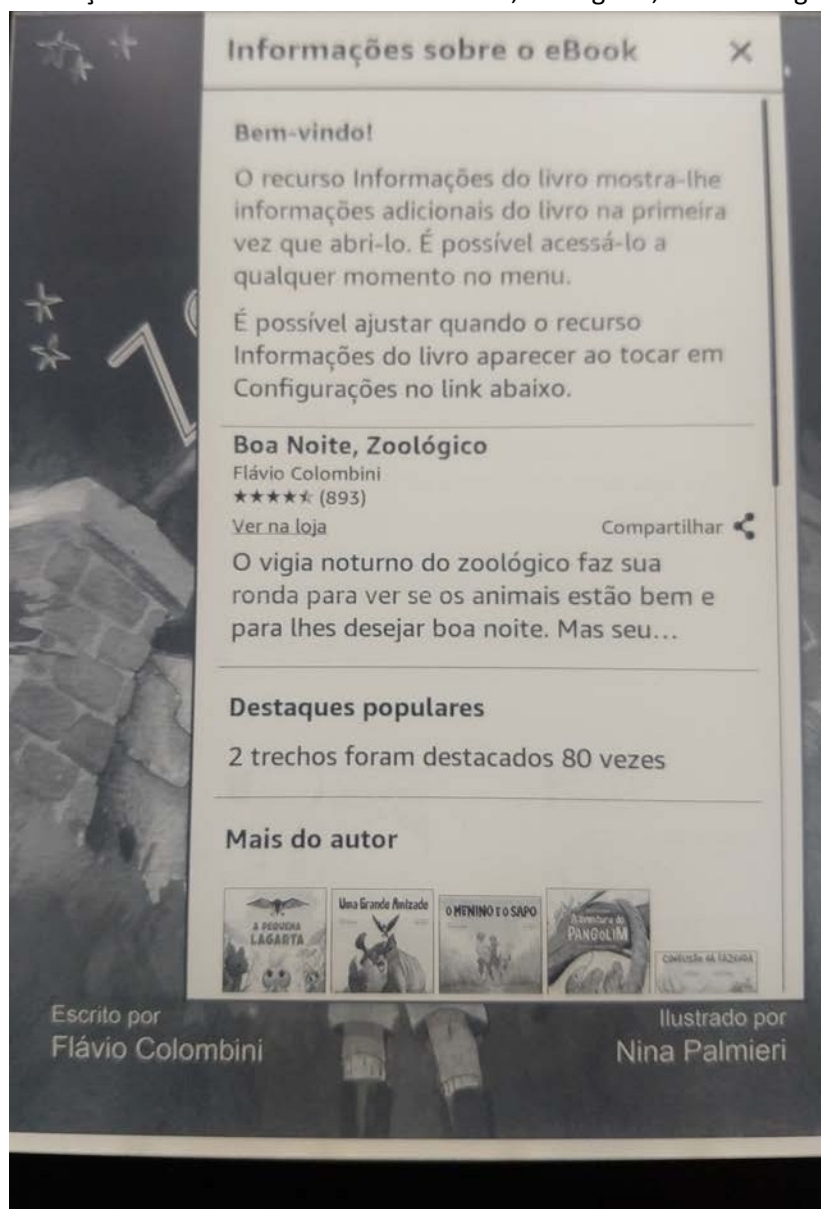 Informações sobre o eBook
Bem-vindo!
O recurso Informações do livro mostra-lhe
informações adicionais do livro na primeira
vez que abri-lo. É possível acessá-lo a
qualquer momento no menu.
É possível ajustar quando o recurso
Informações do livro aparecer ao tocar em
Configurações no link abaixo.
Boa Noite, Zoológico
Flávio Colombini
(893)
Ver na loja
Compartilhar
O vigia noturno do zoológico faz sua
ronda para ver se os animais estão bem e
para lhes desejar boa noite. Mas seu...
Destaques populares
2 trechos foram destacados 80 vezes
Mais do autor
A PEQUENA
LAGARTA
Uma Grande Amizade
O MENINO E O SAPO
A aventura do
PANGOLIM
CONFUSÃO NA FAZENDA
Escrito por
Flávio Colombini
Ilustrado por
Nina Palmieri